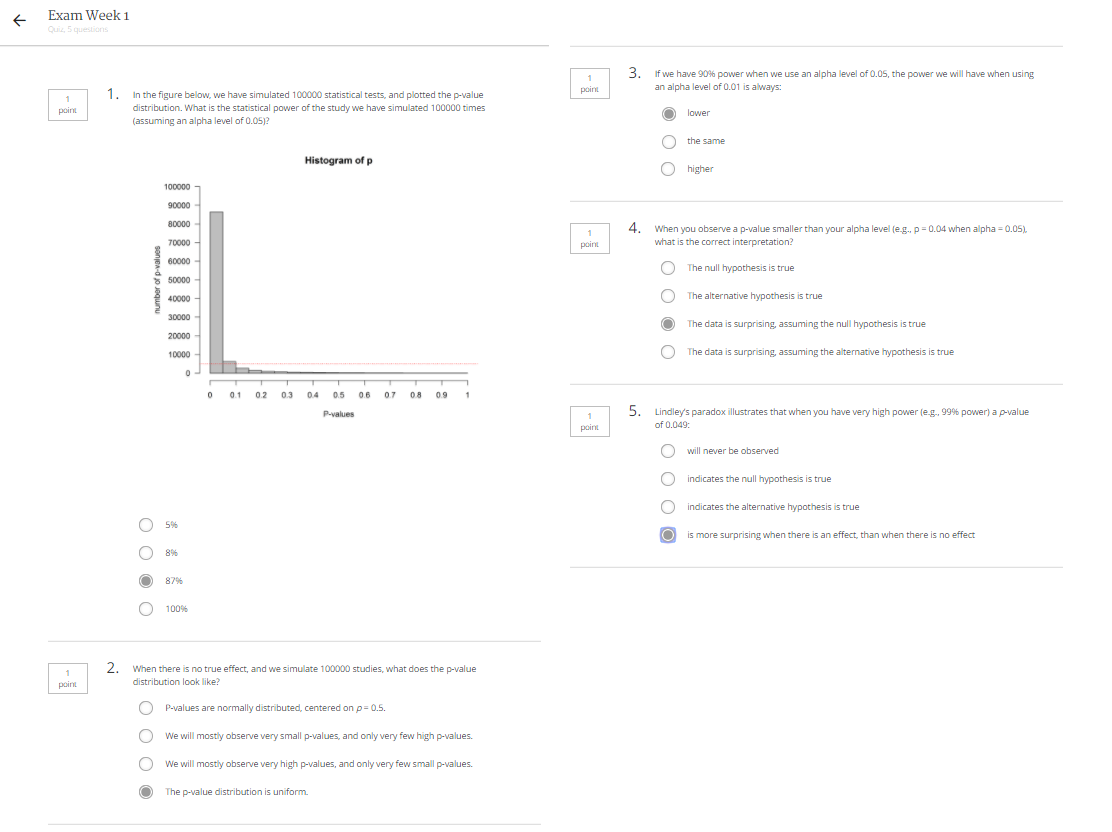 Exam Week 1
Quiz, 5 questions
1
point
1.
In the figure below, we have simulated 100000 statistical tests, and plotted the p-value
distribution. What is the statistical power of the study we have simulated 100000 times
(assuming an alpha level of 0.05)?
Histogram of p
number of p-values
100000
90000
80000
70000
60000
50000
40000
30000
20000
10000
0
0 0.1 0.2 0.3 0.4 0.5 0.6 0.7 0.8 0.9 1
P-values
5%
8%
87%
100%
1
point
2.
When there is no true effect, and we simulate 100000 studies, what does the p-value
distribution look like?
P-values are normally distributed, centered on p = 0.5.
We will mostly observe very small p-values, and only very few high p-values.
We will mostly observe very high p-values, and only very few small p-values.
The p-value distribution is uniform.
1
point
3.
If we have 90% power when we use an alpha level of 0.05, the power we will have when using
an alpha level of 0.01 is always:
lower
the same
higher
1
point
4.
When you observe a p-value smaller than your alpha level (e.g., p = 0.04 when alpha = 0.05),
what is the correct interpretation?
The null hypothesis is true
The alternative hypothesis is true
The data is surprising, assuming the null hypothesis is true
The data is surprising, assuming the alternative hypothesis is true
1
point
5.
Lindley's paradox illustrates that when you have very high power (e.g., 99% power) a p-value
of 0.049:
will never be observed
indicates the null hypothesis is true
indicates the alternative hypothesis is true
is more surprising when there is an effect, than when there is no effect